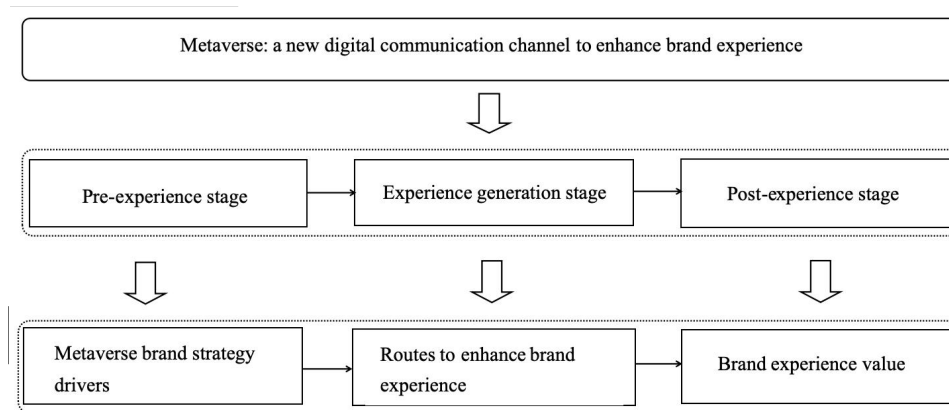 Metaverse: a new digital communication channel to enhance brand experience
Pre-experience stage
Experience generation stage
Post-experience stage
Metaverse brand strategy
drivers
Routes to enhance brand
experience
Brand experience value